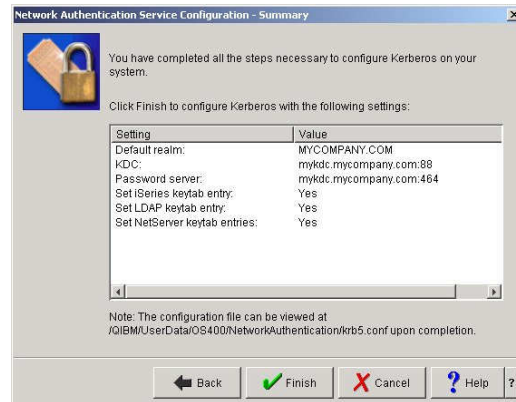 Network Authentication Service Configuration - Summary
You have completed all the steps necessary to configure Kerberos on your
system.
Click Finish to configure Kerberos with the following settings:
Setting Value
Default realm: MYCOMPANY.COM
KDC: mykdc.mycompany.com:88
Password server: mykdc.mycompany.com:464
Set iSeries keytab entry: Yes
Set LDAP keytab entry: Yes
Set NetServer keytab entries: Yes
Note: The configuration file can be viewed at
/QIBM/UserData/OS400/NetworkAuthentication/krb5.conf upon completion.
Back Finish Cancel ? Help ?